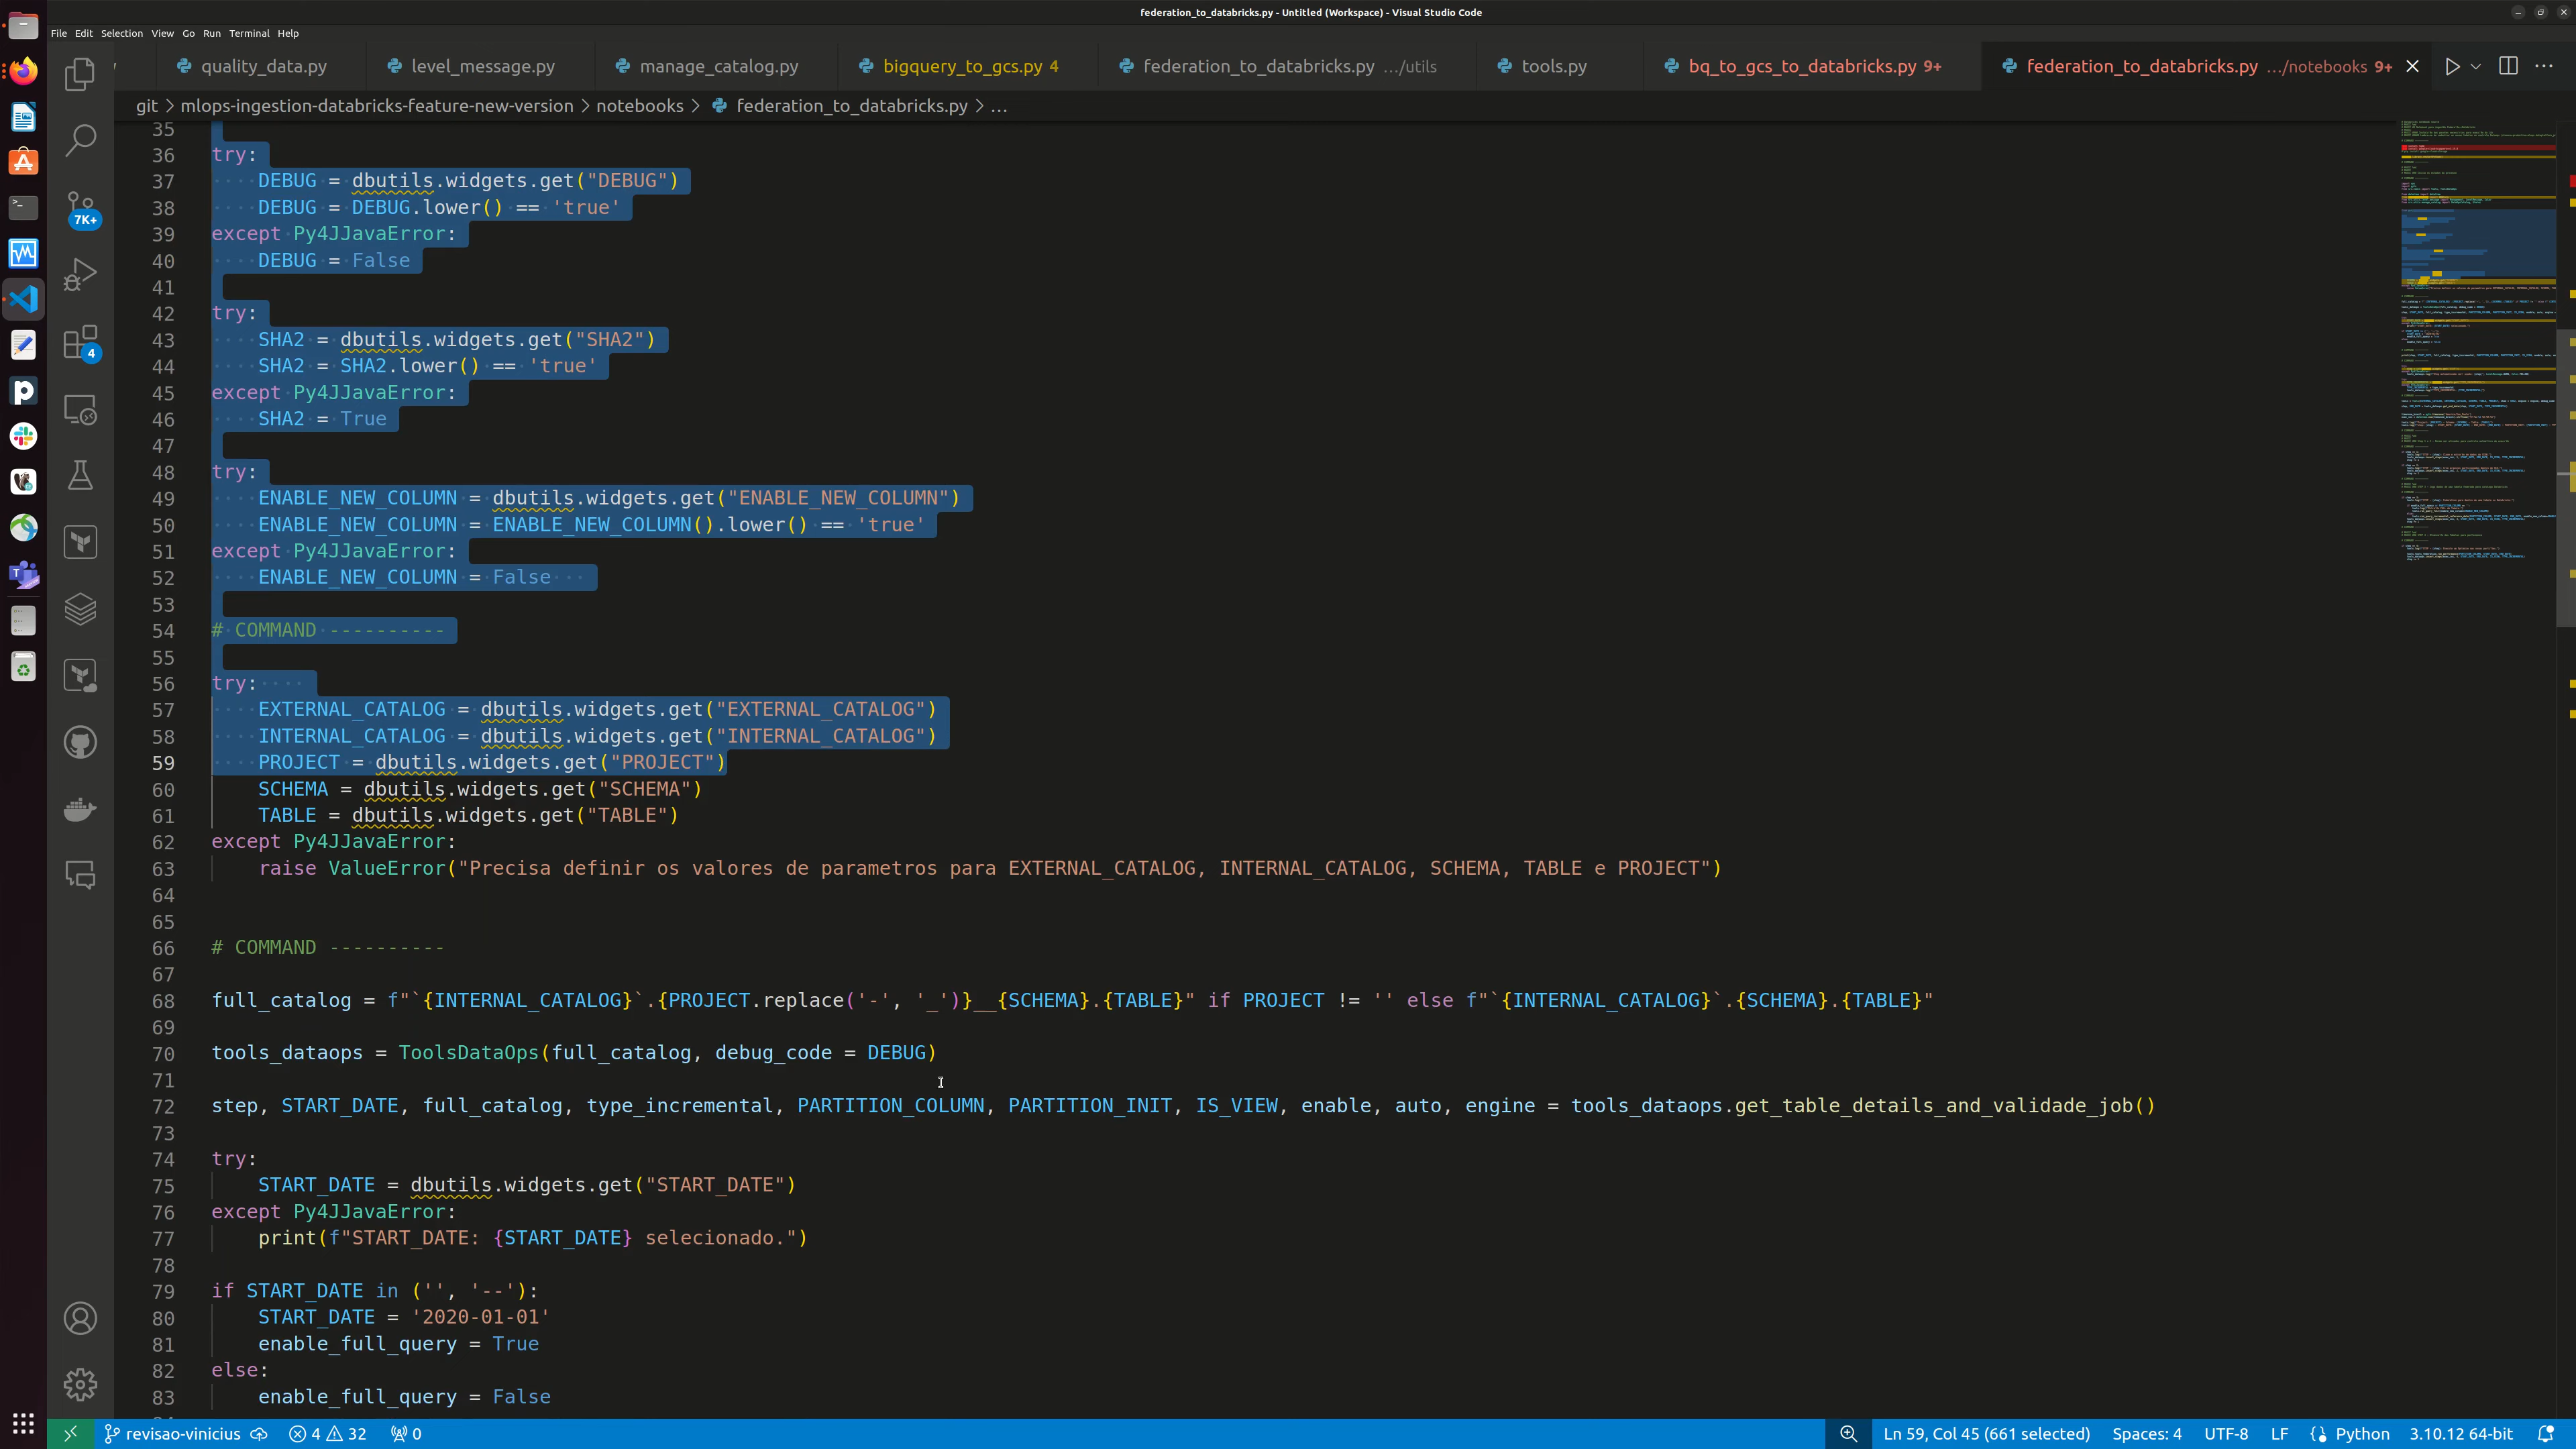 federation_to_databricks.py - Untitled (Workspace) - Visual Studio Code
File Edit Selection View Go Run Terminal Help
quality_data.py level_message.py manage_catalog.py bigquery_to_gcs.py 4 federation_to_databricks.py .../utils tools.py bq_to_gcs_to_databricks.py 9+ federation_to_databricks.py .../notebooks 9+
git > mlops-ingestion-databricks-feature-new-version > notebooks > federation_to_databricks.py > ...
35
36 try:
37 DEBUG = dbutils.widgets.get("DEBUG")
38 DEBUG = DEBUG.lower() == 'true'
39 except Py4JJavaError:
40 DEBUG = False
41
42 try:
43 SHA2 = dbutils.widgets.get("SHA2")
44 SHA2 = SHA2.lower() == 'true'
45 except Py4JJavaError:
46 SHA2 = True
47
48 try:
49 ENABLE_NEW_COLUMN = dbutils.widgets.get("ENABLE_NEW_COLUMN")
50 ENABLE_NEW_COLUMN = ENABLE_NEW_COLUMN().lower() == 'true'
51 except Py4JJavaError:
52 ENABLE_NEW_COLUMN = False
53
54 # COMMAND ----------
55
56 try:
57 EXTERNAL_CATALOG = dbutils.widgets.get("EXTERNAL_CATALOG")
58 INTERNAL_CATALOG = dbutils.widgets.get("INTERNAL_CATALOG")
59 PROJECT = dbutils.widgets.get("PROJECT")
60 SCHEMA = dbutils.widgets.get("SCHEMA")
61 TABLE = dbutils.widgets.get("TABLE")
62 except Py4JJavaError:
63 raise ValueError("Precisa definir os valores de parametros para EXTERNAL_CATALOG, INTERNAL_CATALOG, SCHEMA, TABLE e PROJECT")
64
65
66 # COMMAND ----------
67
68 full_catalog = f"`{INTERNAL_CATALOG}`.{PROJECT.replace('-', '_')}__{SCHEMA}.{TABLE}" if PROJECT != '' else f"`{INTERNAL_CATALOG}`.{SCHEMA}.{TABLE}"
69
70 tools_dataops = ToolsDataOps(full_catalog, debug_code = DEBUG)
71
72 step, START_DATE, full_catalog, type_incremental, PARTITION_COLUMN, PARTITION_INIT, IS_VIEW, enable, auto, engine = tools_dataops.get_table_details_and_validade_job()
73
74 try:
75 START_DATE = dbutils.widgets.get("START_DATE")
76 except Py4JJavaError:
77 print(f"START_DATE: {START_DATE} selecionado.")
78
79 if START_DATE in ('', '--'):
80 START_DATE = '2020-01-01'
81 enable_full_query = True
82 else:
83 enable_full_query = False
7K+
4
revisao-vinicius 4 32 0 Ln 59, Col 45 (661 selected) Spaces: 4 UTF-8 LF Python 3.10.12 64-bit